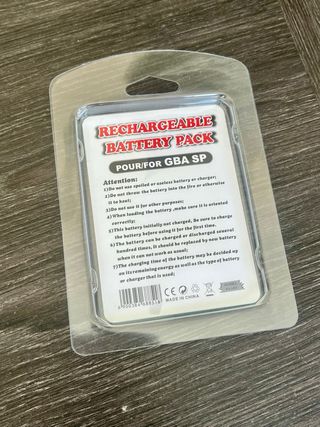 RECHARGEABLE
BATTERY PACK
POUR/FOR GBA SP
Attention:
1)Do not use spoiled or useless battery or charger;
2)Do not throw the battery into the fire or otherwise
it to heat;
3)Do not use it for other purposes;
4)When loading the battery ,make sure it is oriented
correctly;
5)This battery initially not charged, Be sure to charge
the battery before using it for the first time.
6)The battery can be charged or discharged several
hundred times, it should be replaced by new battery
when it can not work as usual;
7)The charging time of the battery may be decided by
on its remaining energy as well as the type of battery
or charger that is used;
CE
MADE IN CHINA